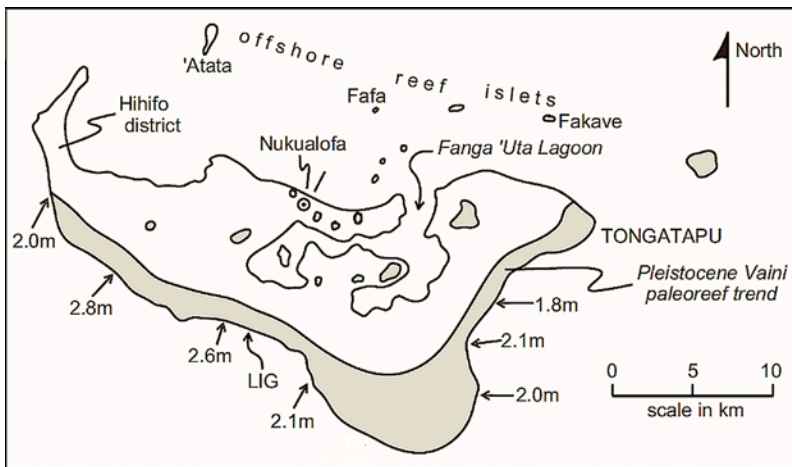 offshore reef islets
'Atata
North
Hihifo
district
Fafa
Fakave
Nukualofa
Fanga 'Uta Lagoon
TONGATAPU
2.0m
Pleistocene Vaini
paleoreef trend
2.8m
1.8m
2.6m
2.1m
LIG
2.1m
2.0m
0 5 10
scale in km